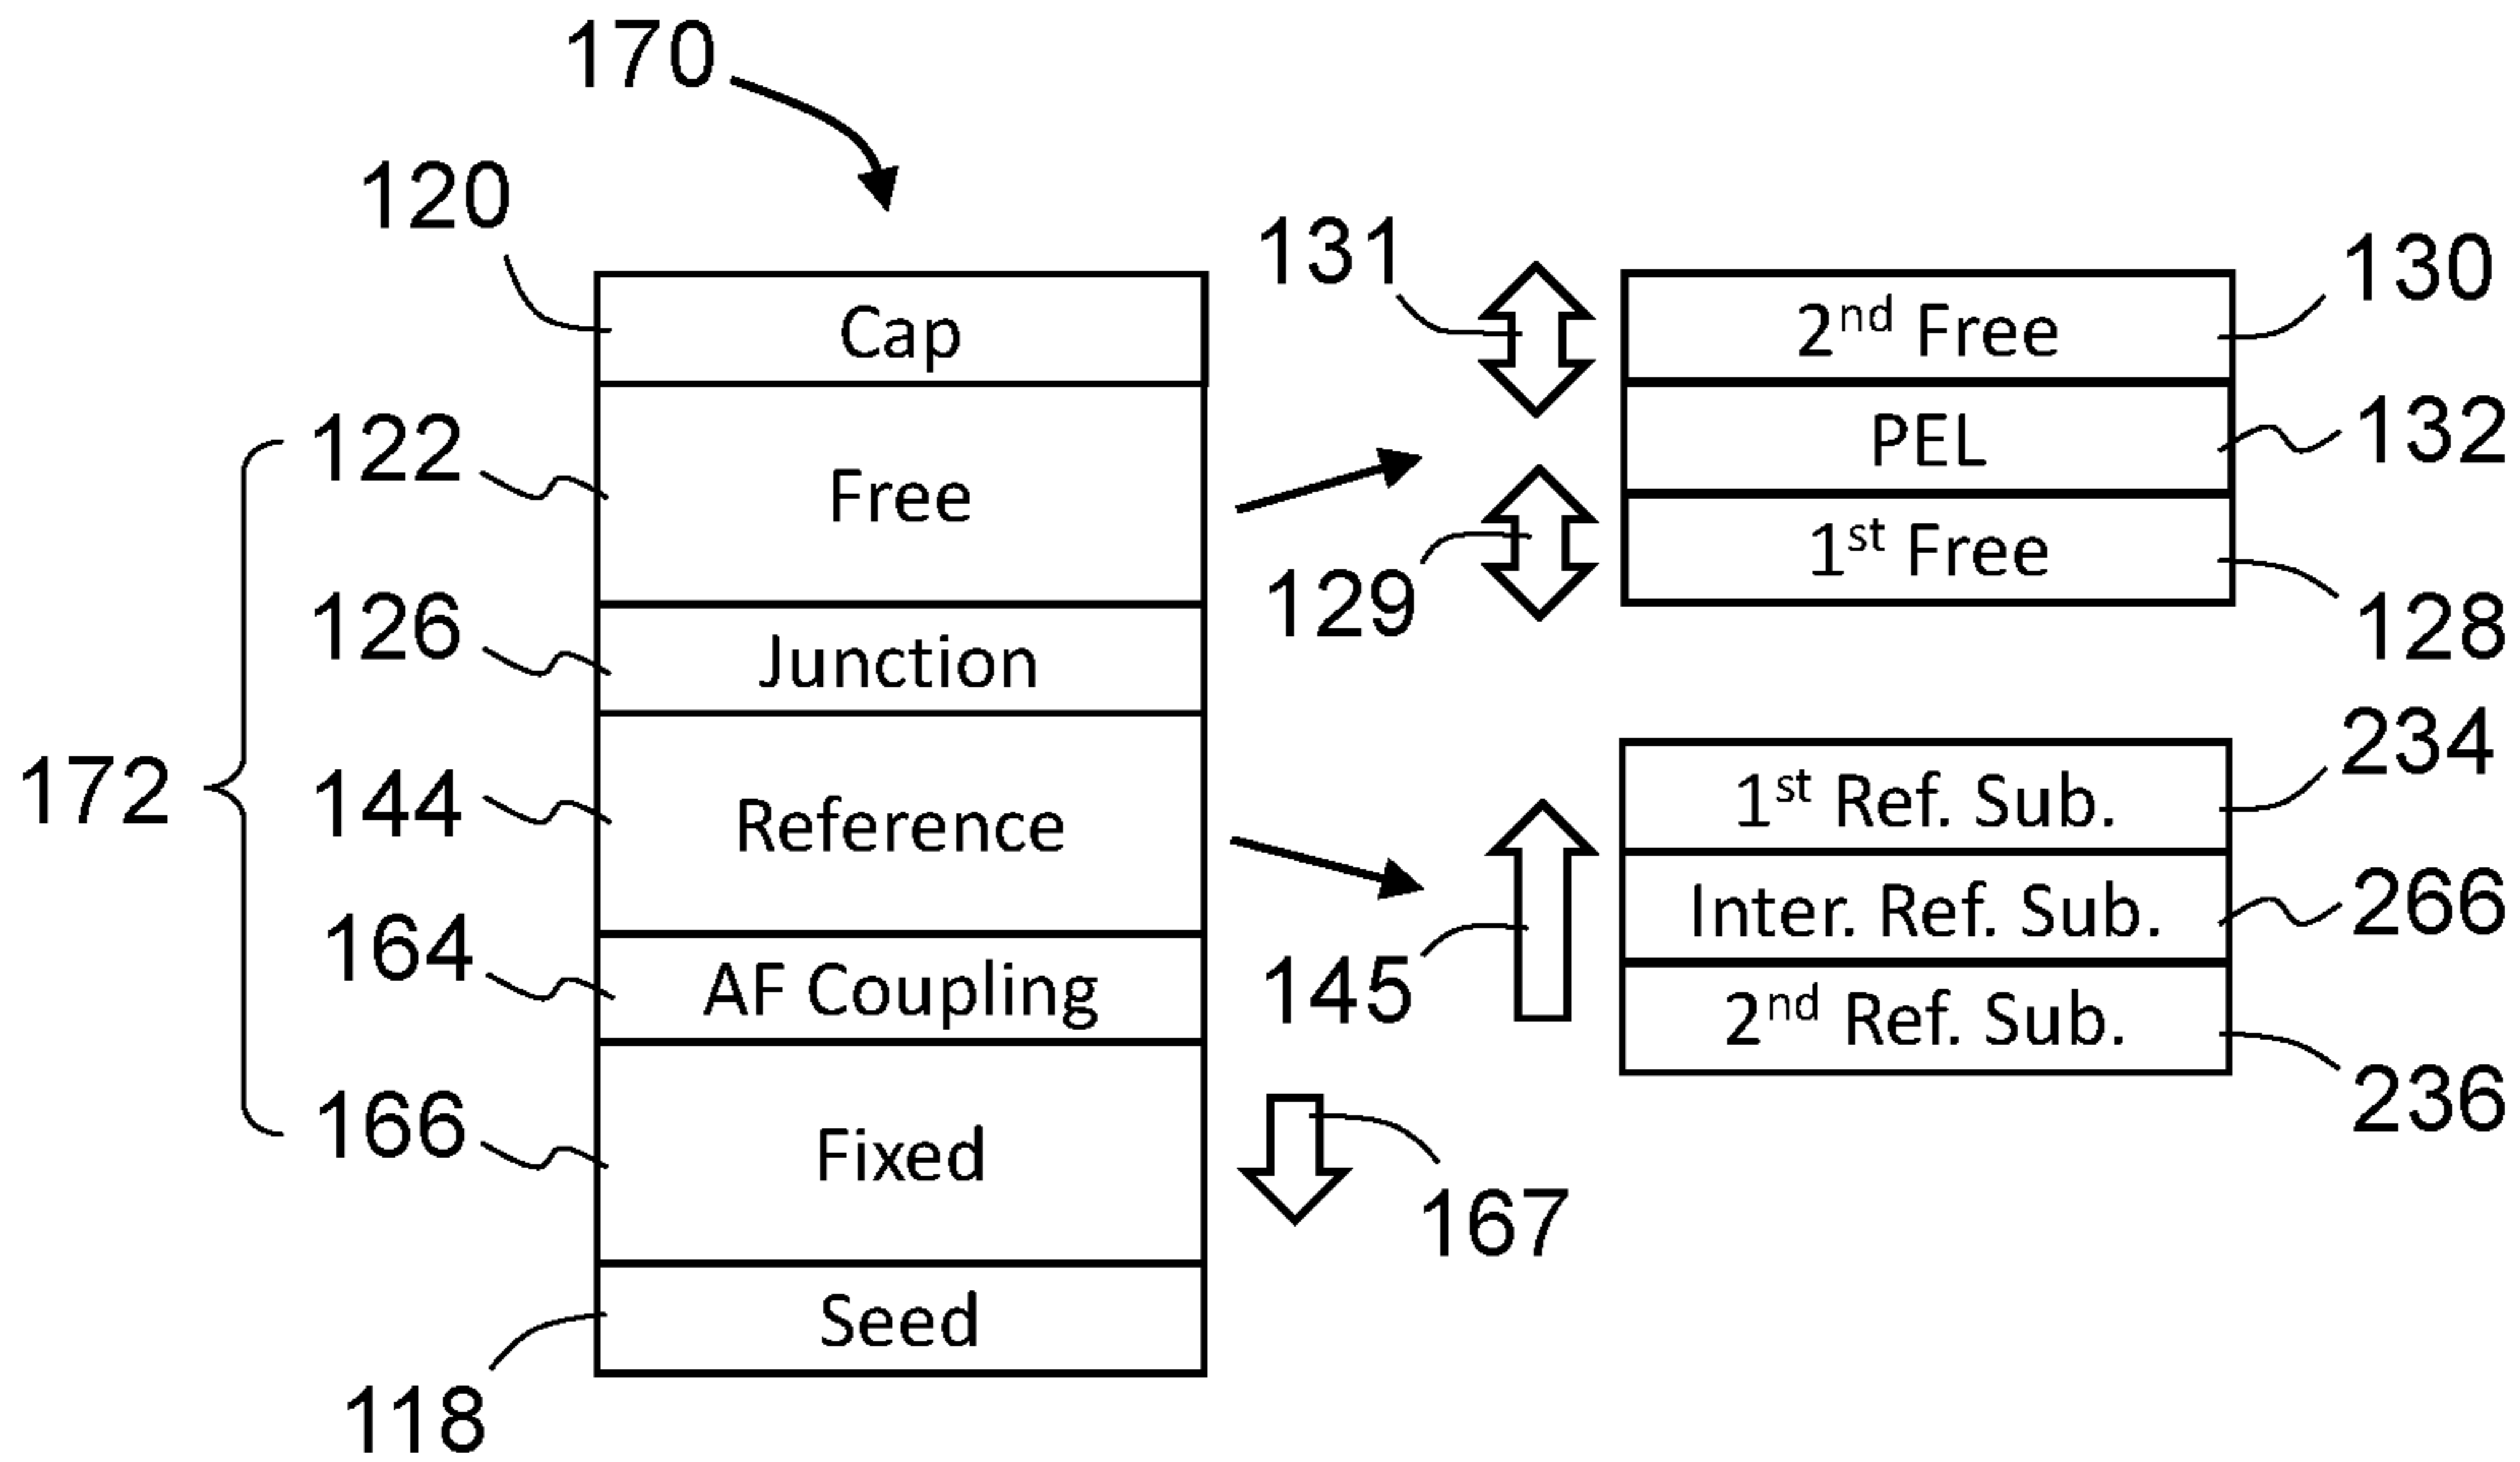 170
120
Cap
131
2nd Free
130
122
Free
PEL
132
129
1st Free
128
126
Junction
172
144
Reference
1st Ref. Sub.
234
145
Inter. Ref. Sub.
266
164
AF Coupling
2nd Ref. Sub.
236
166
Fixed
167
118
Seed